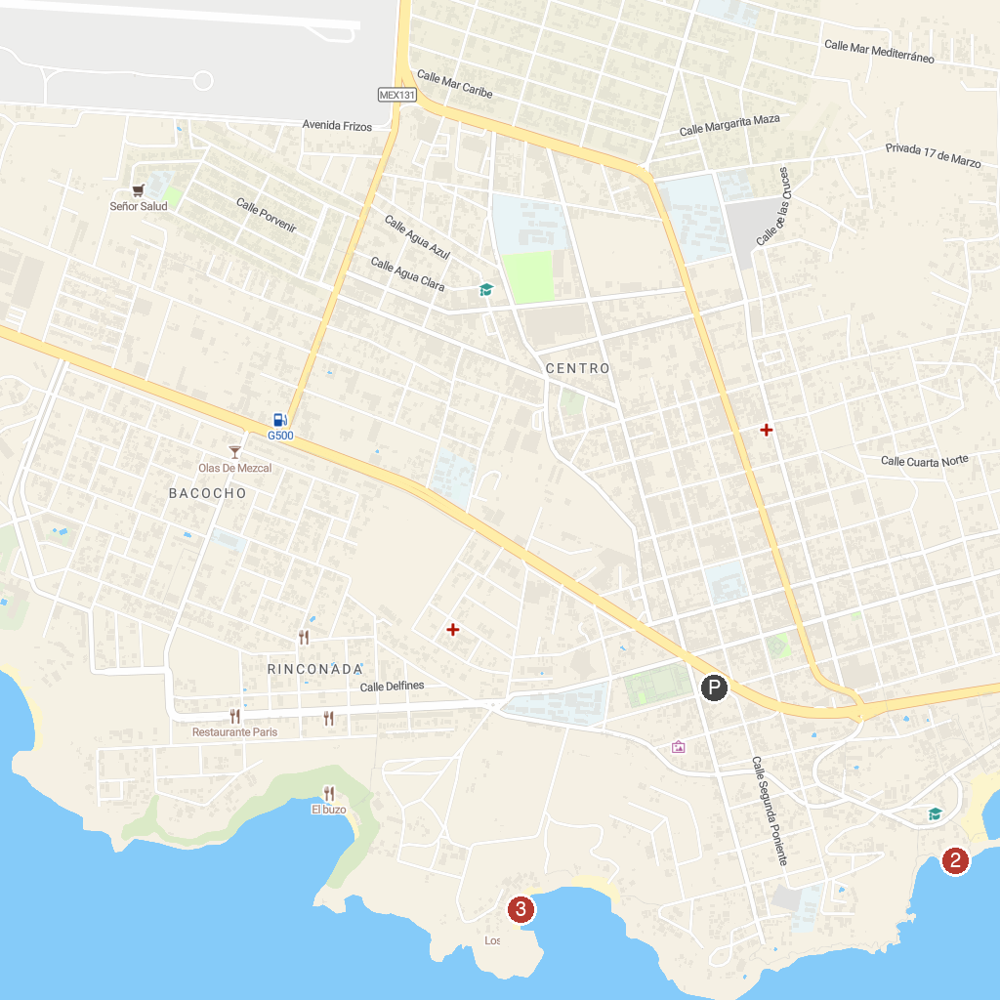 Calle Mar Mediterráneo
Calle Mar Caribe
MEX131
Avenida Frizos
Calle Margarita Maza
Privada 17 de Marzo
Señor Salud
Calle Porvenir
Calle de las Cruces
Calle Agua Azul
Calle Agua Clara
CENTRO
G500
Olas De Mezcal
Calle Cuarta Norte
BACOCHO
RINCONADA
Calle Delfines
P
Restaurante Paris
Calle Segunda Poniente
El buzo
2
3
Los